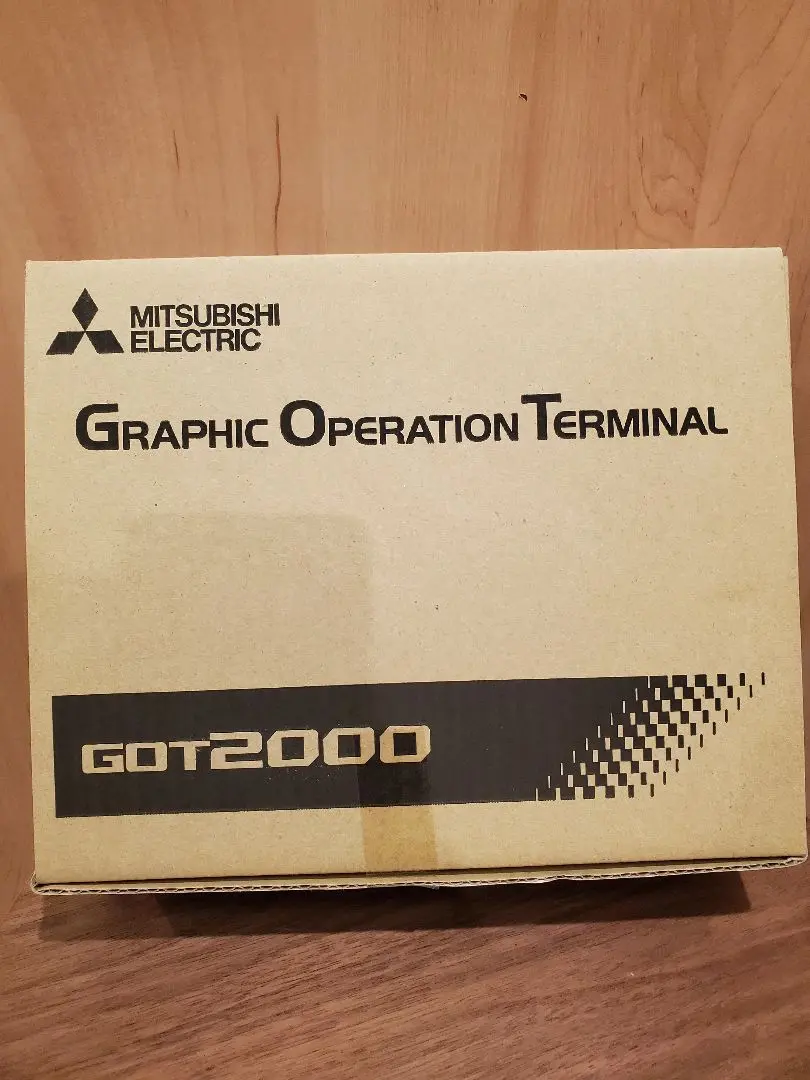 MITSUBISHI
ELECTRIC
GRAPHIC OPERATION TERMINAL
GOT2000